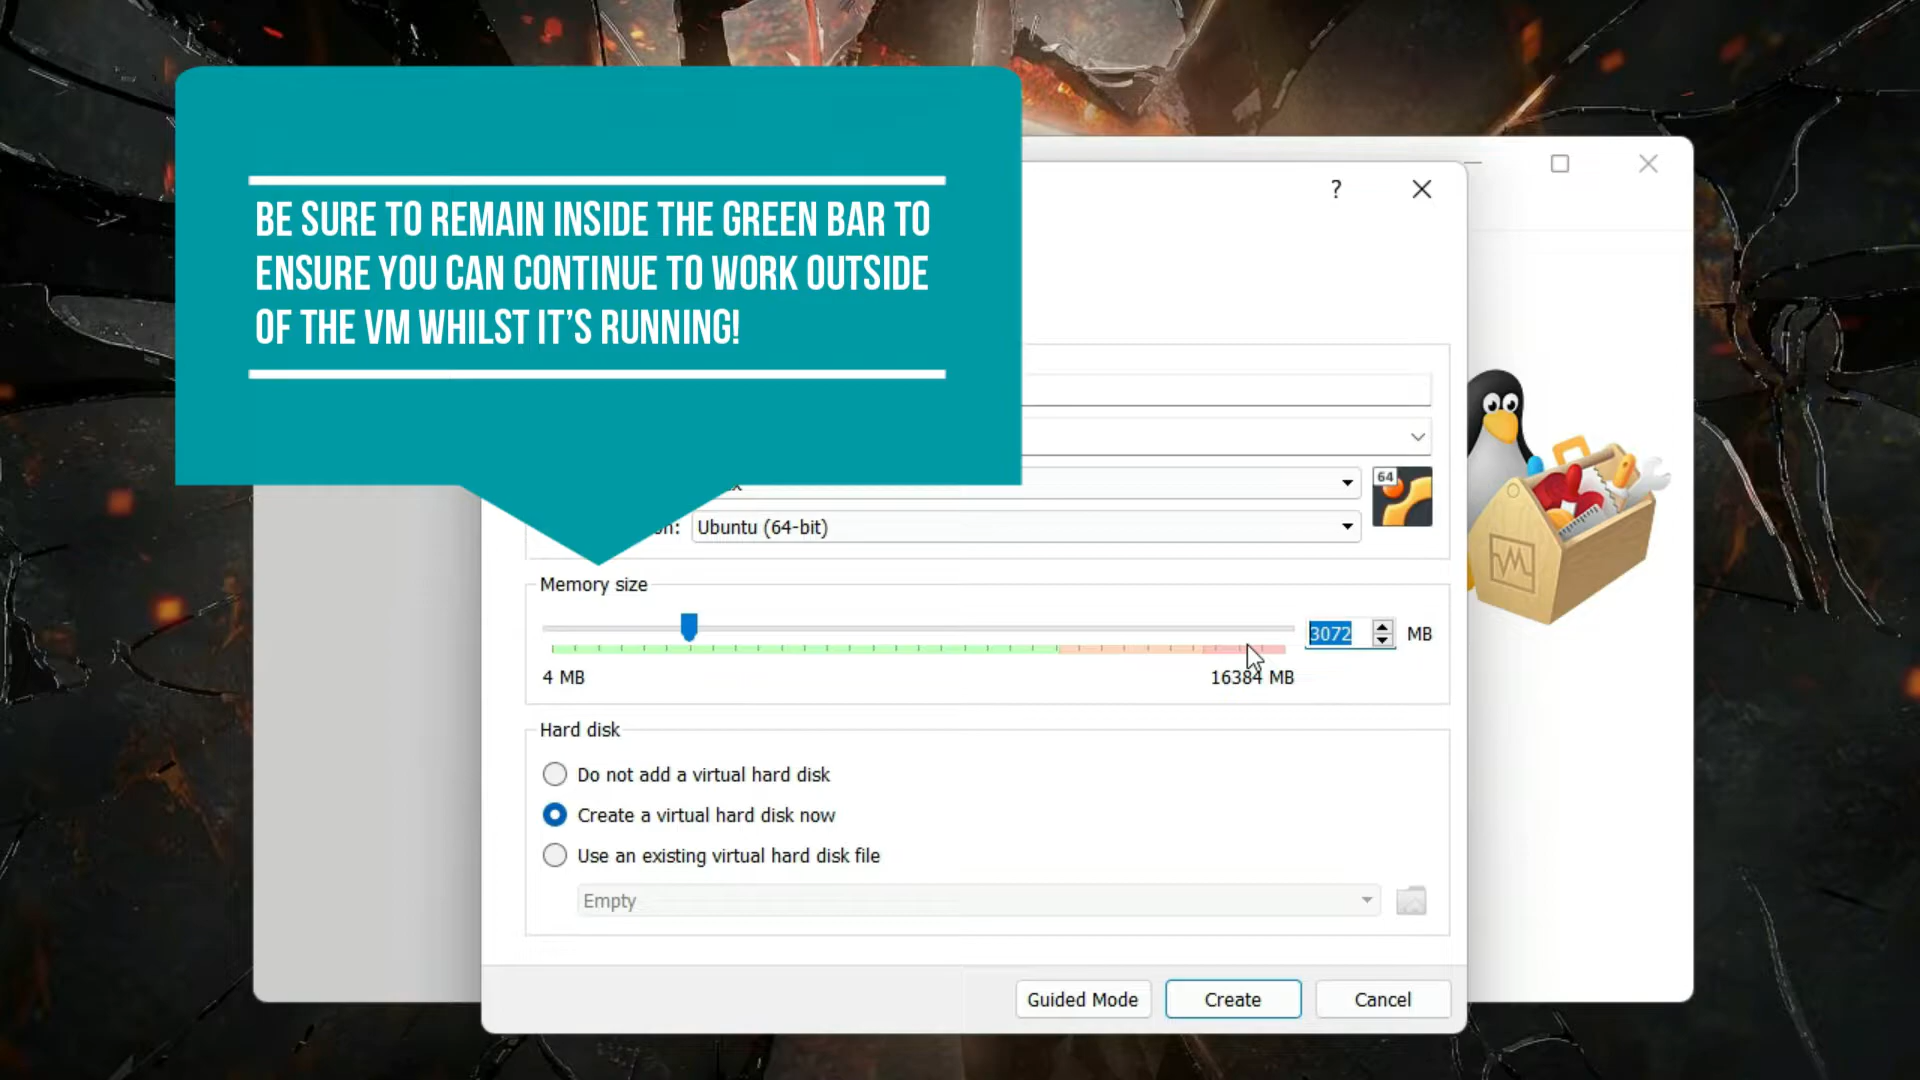 BE SURE TO REMAIN INSIDE THE GREEN BAR TO
ENSURE YOU CAN CONTINUE TO WORK OUTSIDE
OF THE VM WHILST IT'S RUNNING!
?
64
Ubuntu (64-bit)
Memory size
3072 MB
4 MB 16384 MB
Hard disk
Do not add a virtual hard disk
Create a virtual hard disk now
Use an existing virtual hard disk file
Empty
Guided Mode Create Cancel